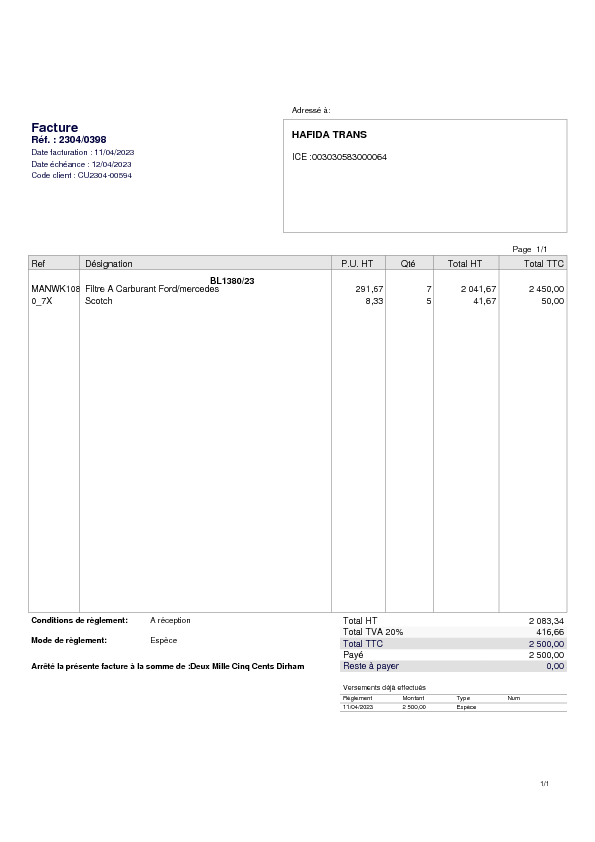 Adressé à:
Facture
Réf. : 2304/0398
Date facturation : 11/04/2023
Date échéance : 12/04/2023
Code client : CU2304-00594
HAFIDA TRANS
ICE :003030583000064
Page 1/1
Ref Désignation P.U. HT Qté Total HT Total TTC
BL1380/23
MANWK108 Filtre A Carburant Ford/mercedes 291,67 7 2 041,67 2 450,00
0_7X Scotch 8,33 5 41,67 50,00
Conditions de règlement: A réception
Mode de règlement: Espèce
Arrêté la présente facture à la somme de :Deux Mille Cinq Cents Dirham
Total HT 2 083,34
Total TVA 20% 416,66
Total TTC 2 500,00
Payé 2 500,00
Reste à payer 0,00
Versements déjà effectués
Règlement Montant Type Num
11/04/2023 2 500,00 Espèce
1/1